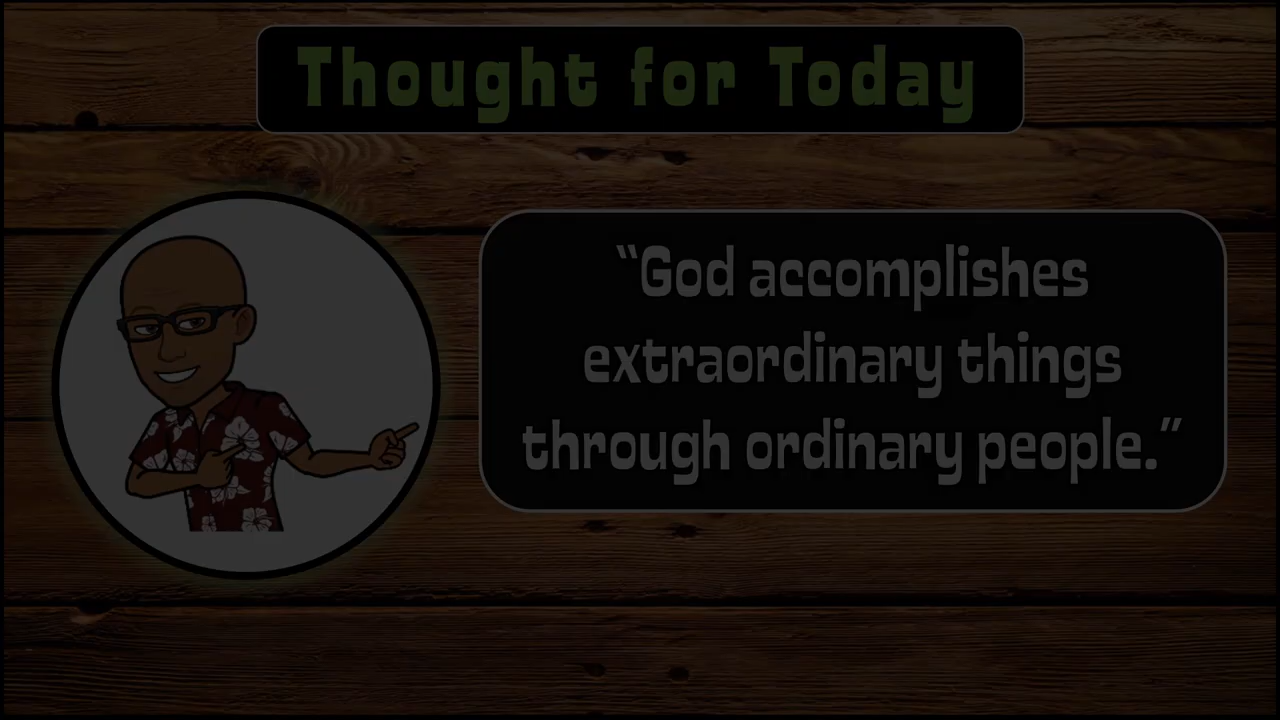 Thought for Today
“God accomplishes
extraordinary things
through ordinary people.”